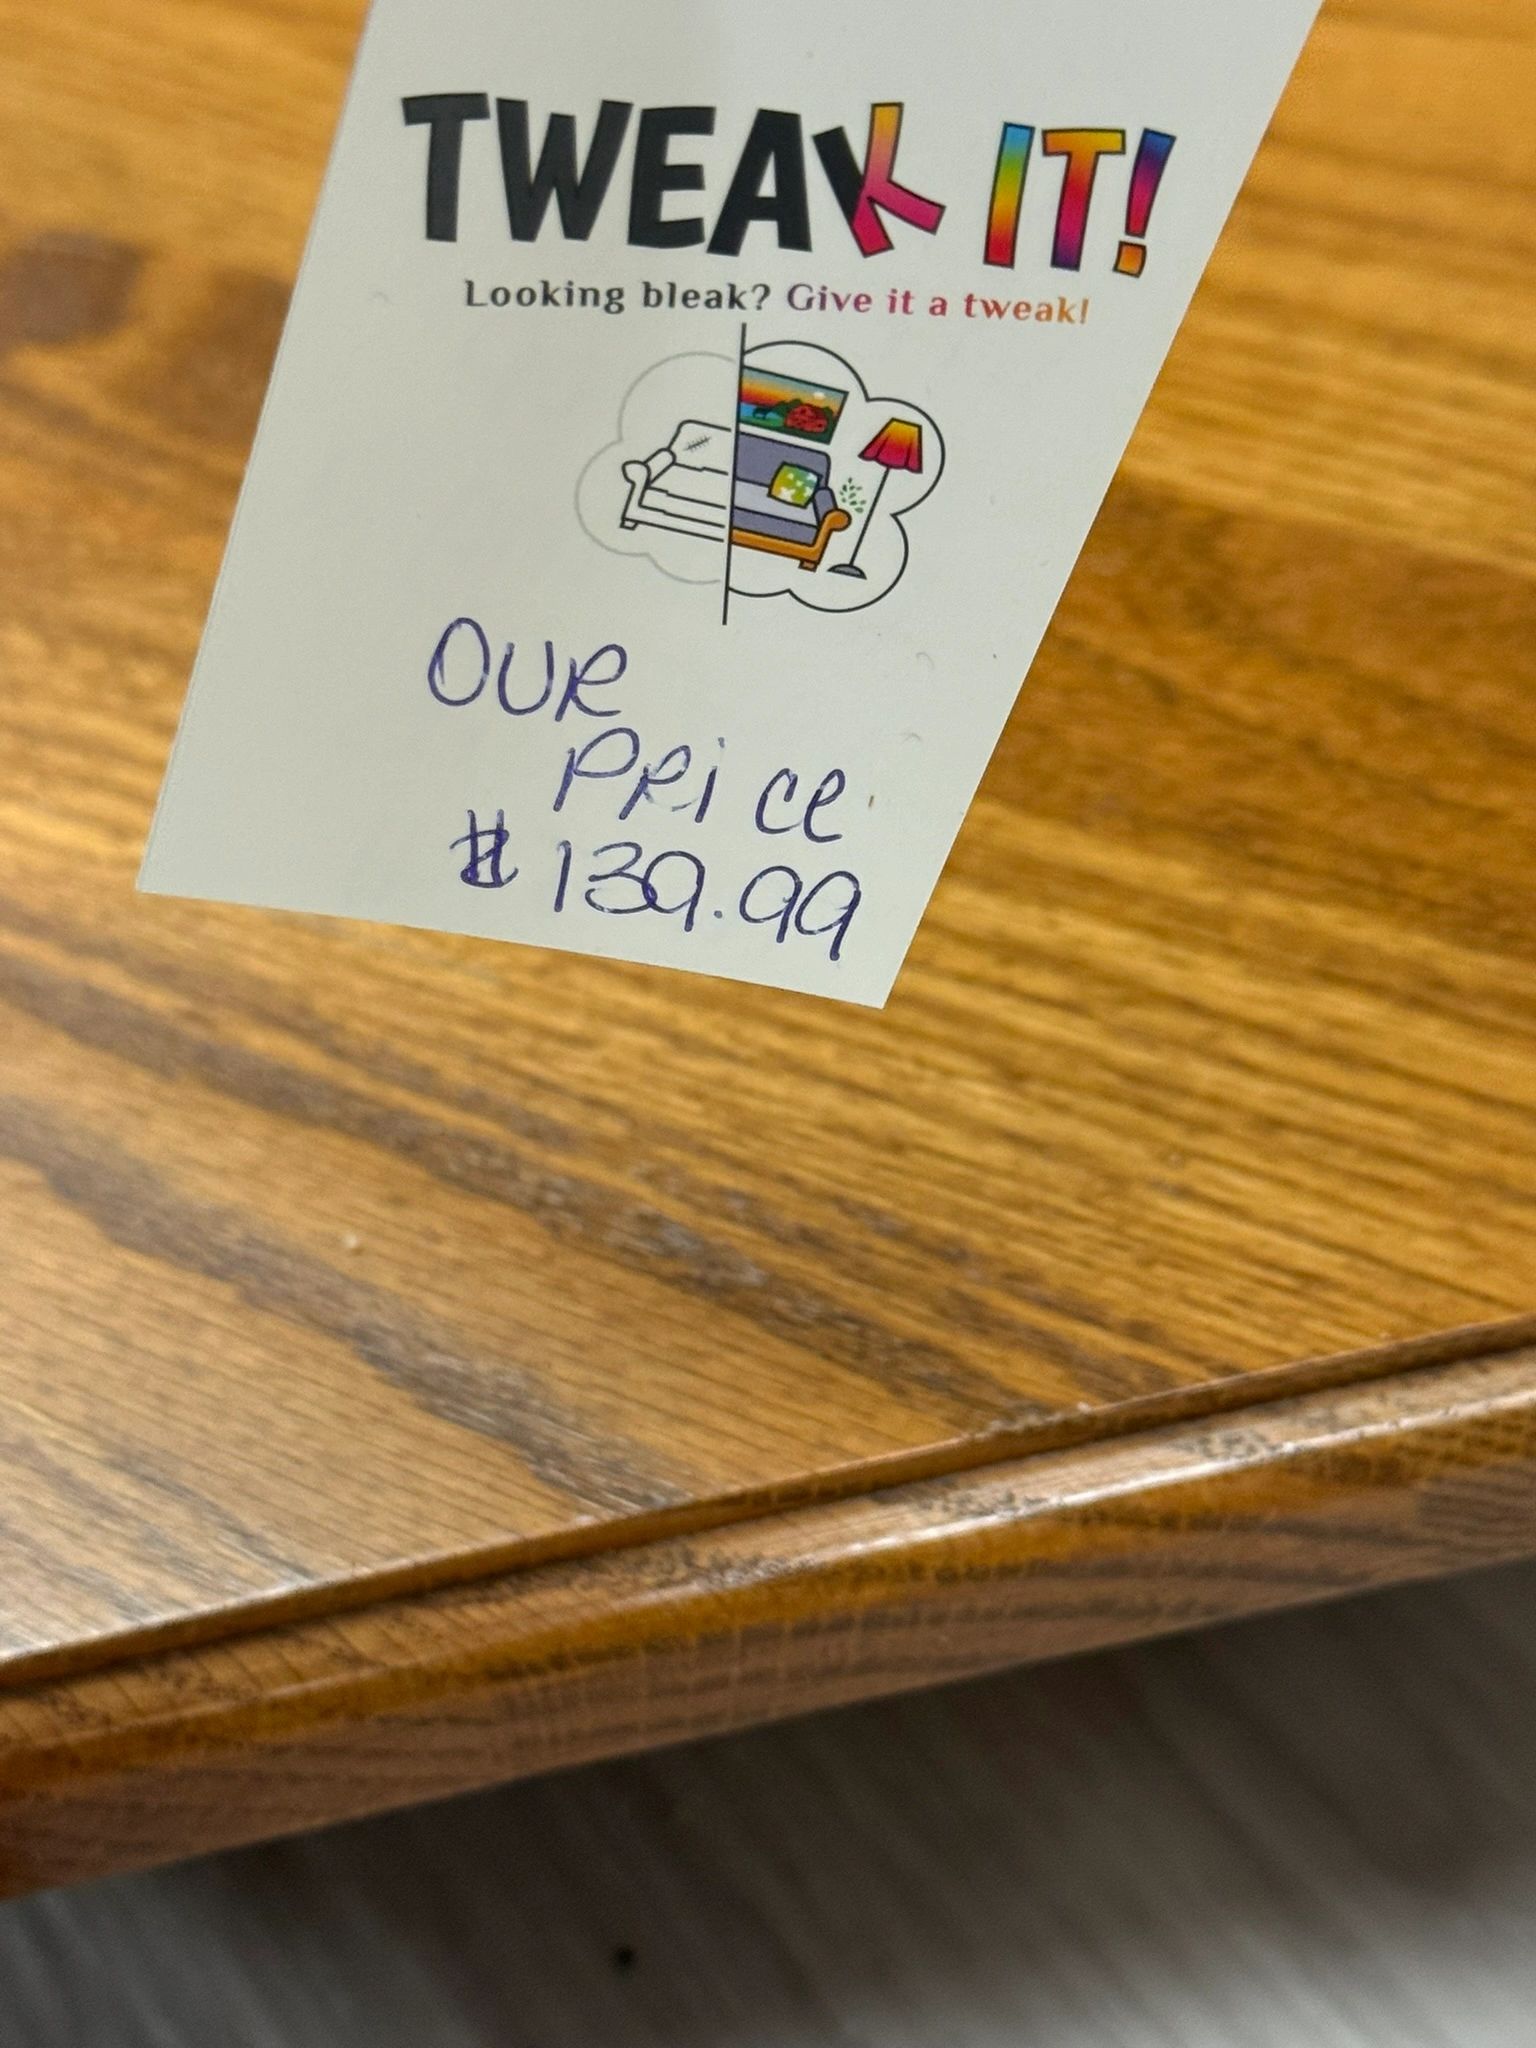 TWEAK IT!
Looking bleak? Give it a tweak!
OUR
PRice
$139.99